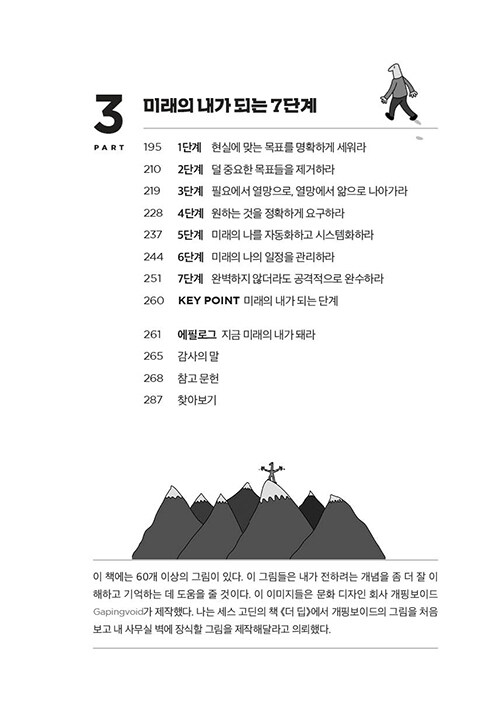 3
PART
미래의 내가 되는 7단계
195 1단계 현실에 맞는 목표를 명확하게 세워라
210 2단계 덜 중요한 목표들을 제거하라
219 3단계 필요에서 열망으로, 열망에서 앎으로 나아가라
228 4단계 원하는 것을 정확하게 요구하라
237 5단계 미래의 나를 자동화하고 시스템화하라
244 6단계 미래의 나의 일정을 관리하라
251 7단계 완벽하지 않더라도 공격적으로 완수하라
260 KEY POINT 미래의 내가 되는 단계
261 에필로그 지금 미래의 내가 돼라
265 감사의 말
268 참고 문헌
287 찾아보기
이 책에는 60개 이상의 그림이 있다. 이 그림들은 내가 전하려는 개념을 좀 더 잘 이
해하고 기억하는 데 도움을 줄 것이다. 이 이미지들은 문화 디자인 회사 개핑보이드
Gapingvoid가 제작했다. 나는 세스 고딘의 책 《더 딥》에서 개핑보이드의 그림을 처음
보고 내 사무실 벽에 장식할 그림을 제작해달라고 의뢰했다.